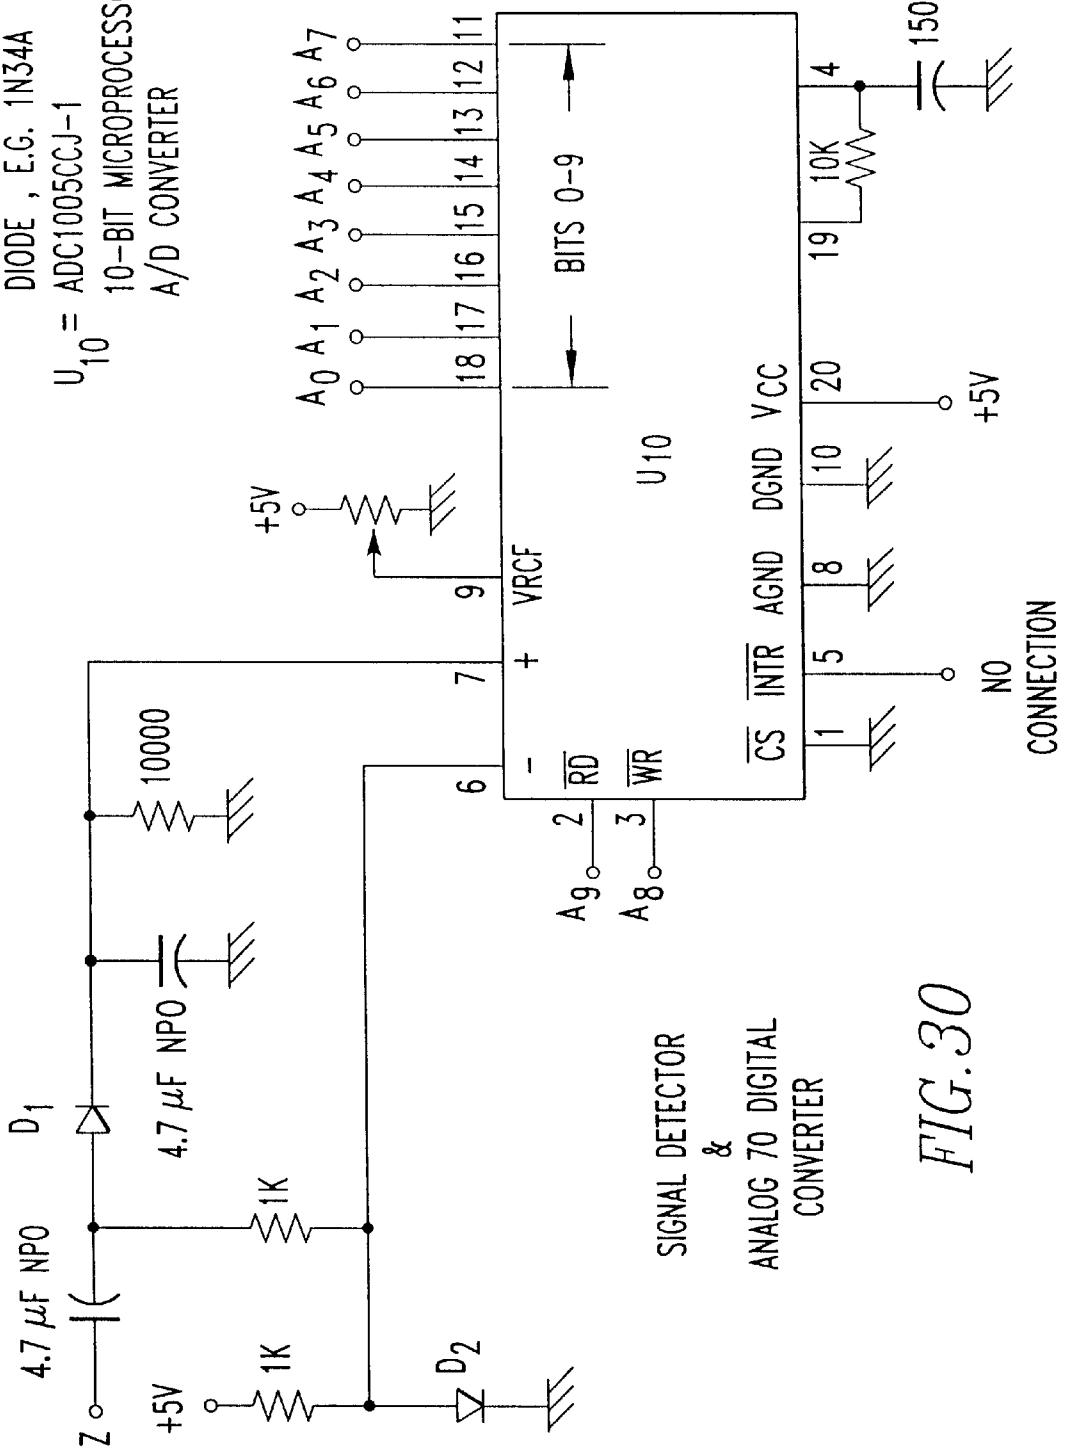 DIODE , E.G. 1N34A
U10 = ADC1005CCJ-1
10-BIT MICROPROCESS
A/D CONVERTER
Z
4.7 µF NPO
D1
4.7 µF NPO
10000
+5V
1K
1K
D2
+5V
A0 A1 A2 A3 A4 A5 A6 A7
6 7 9 18 17 16 15 14 13 12 11
- + VRCF
BITS 0-9
U10
A9 2 RD
A8 3 WR
CS INTR AGND DGND VCC
1 5 8 10 20 19 4
10K
150
+5V
NO
CONNECTION
SIGNAL DETECTOR
&
ANALOG 70 DIGITAL
CONVERTER
FIG.30